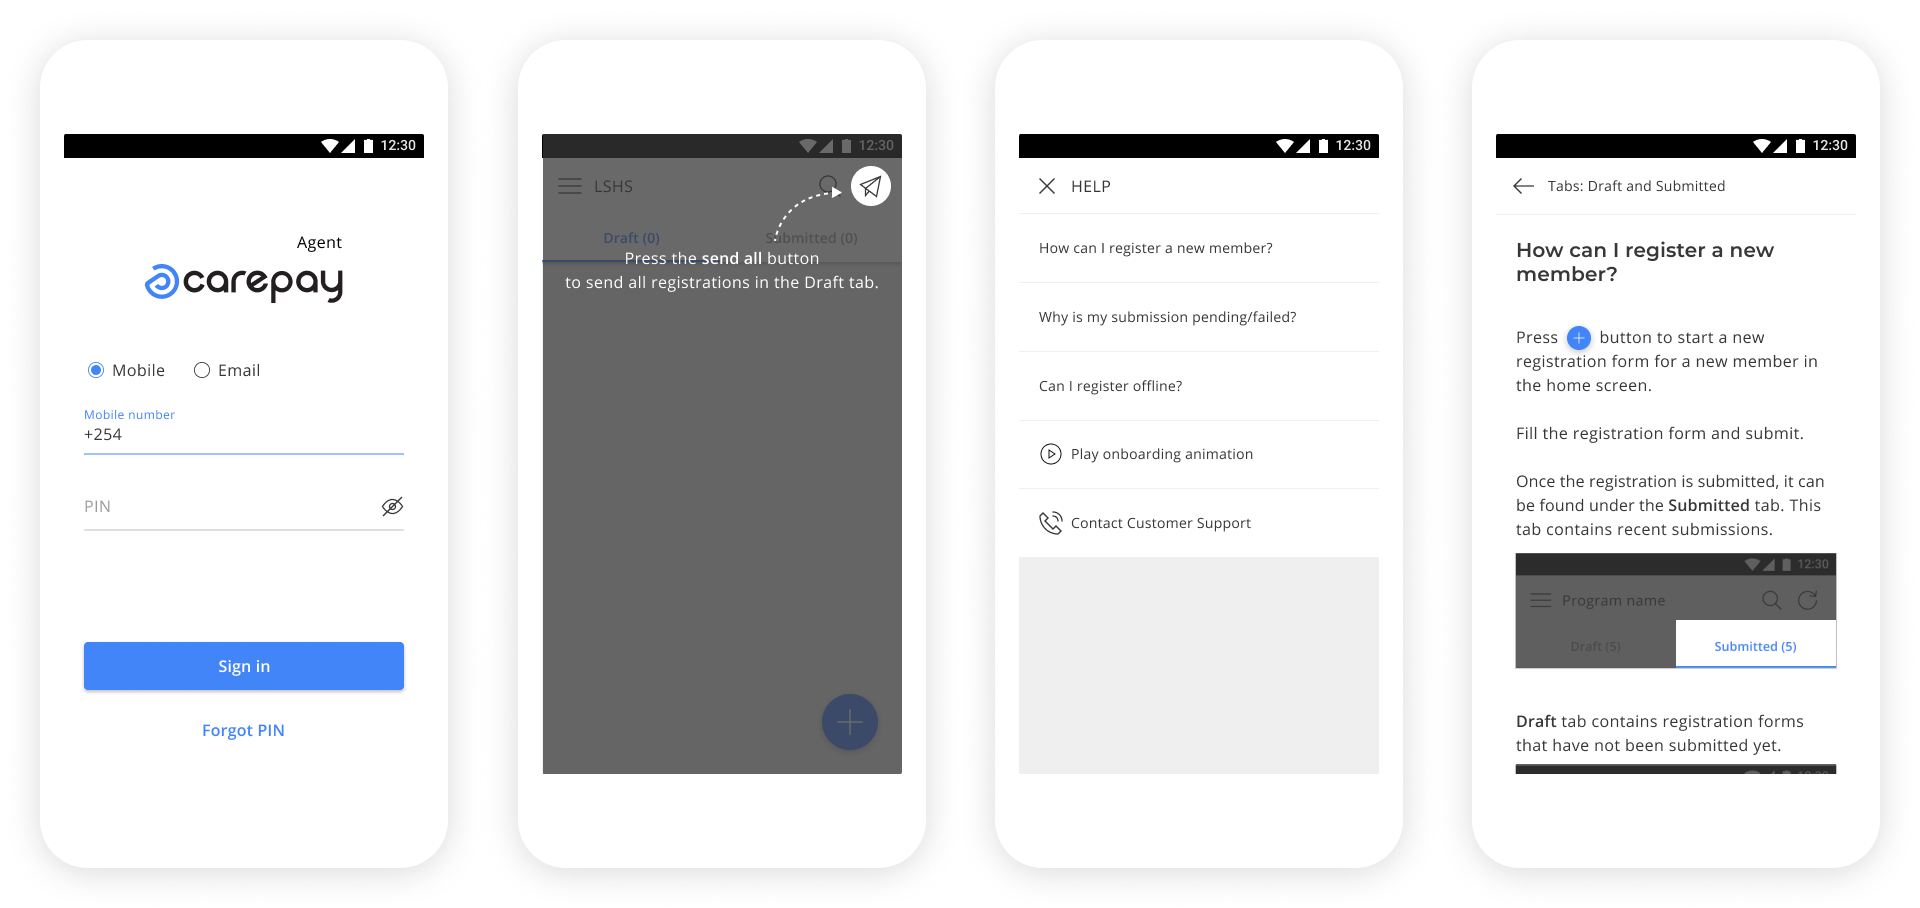 12:30
Agent
carepay
Mobile
Email
Mobile number
+254
PIN
Sign in
Forgot PIN
12:30
LSHS
Draft (0)
Submitted (0)
Press the send all button
to send all registrations in the Draft tab.
12:30
HELP
How can I register a new member?
Why is my submission pending/failed?
Can I register offline?
Play onboarding animation
Contact Customer Support
12:30
Tabs: Draft and Submitted
How can I register a new
member?
Press
button to start a new
registration form for a new member in
the home screen.
Fill the registration form and submit.
Once the registration is submitted, it can
be found under the Submitted tab. This
tab contains recent submissions.
12:30
Program name
Draft (5)
Submitted (5)
Draft tab contains registration forms
that have not been submitted yet.